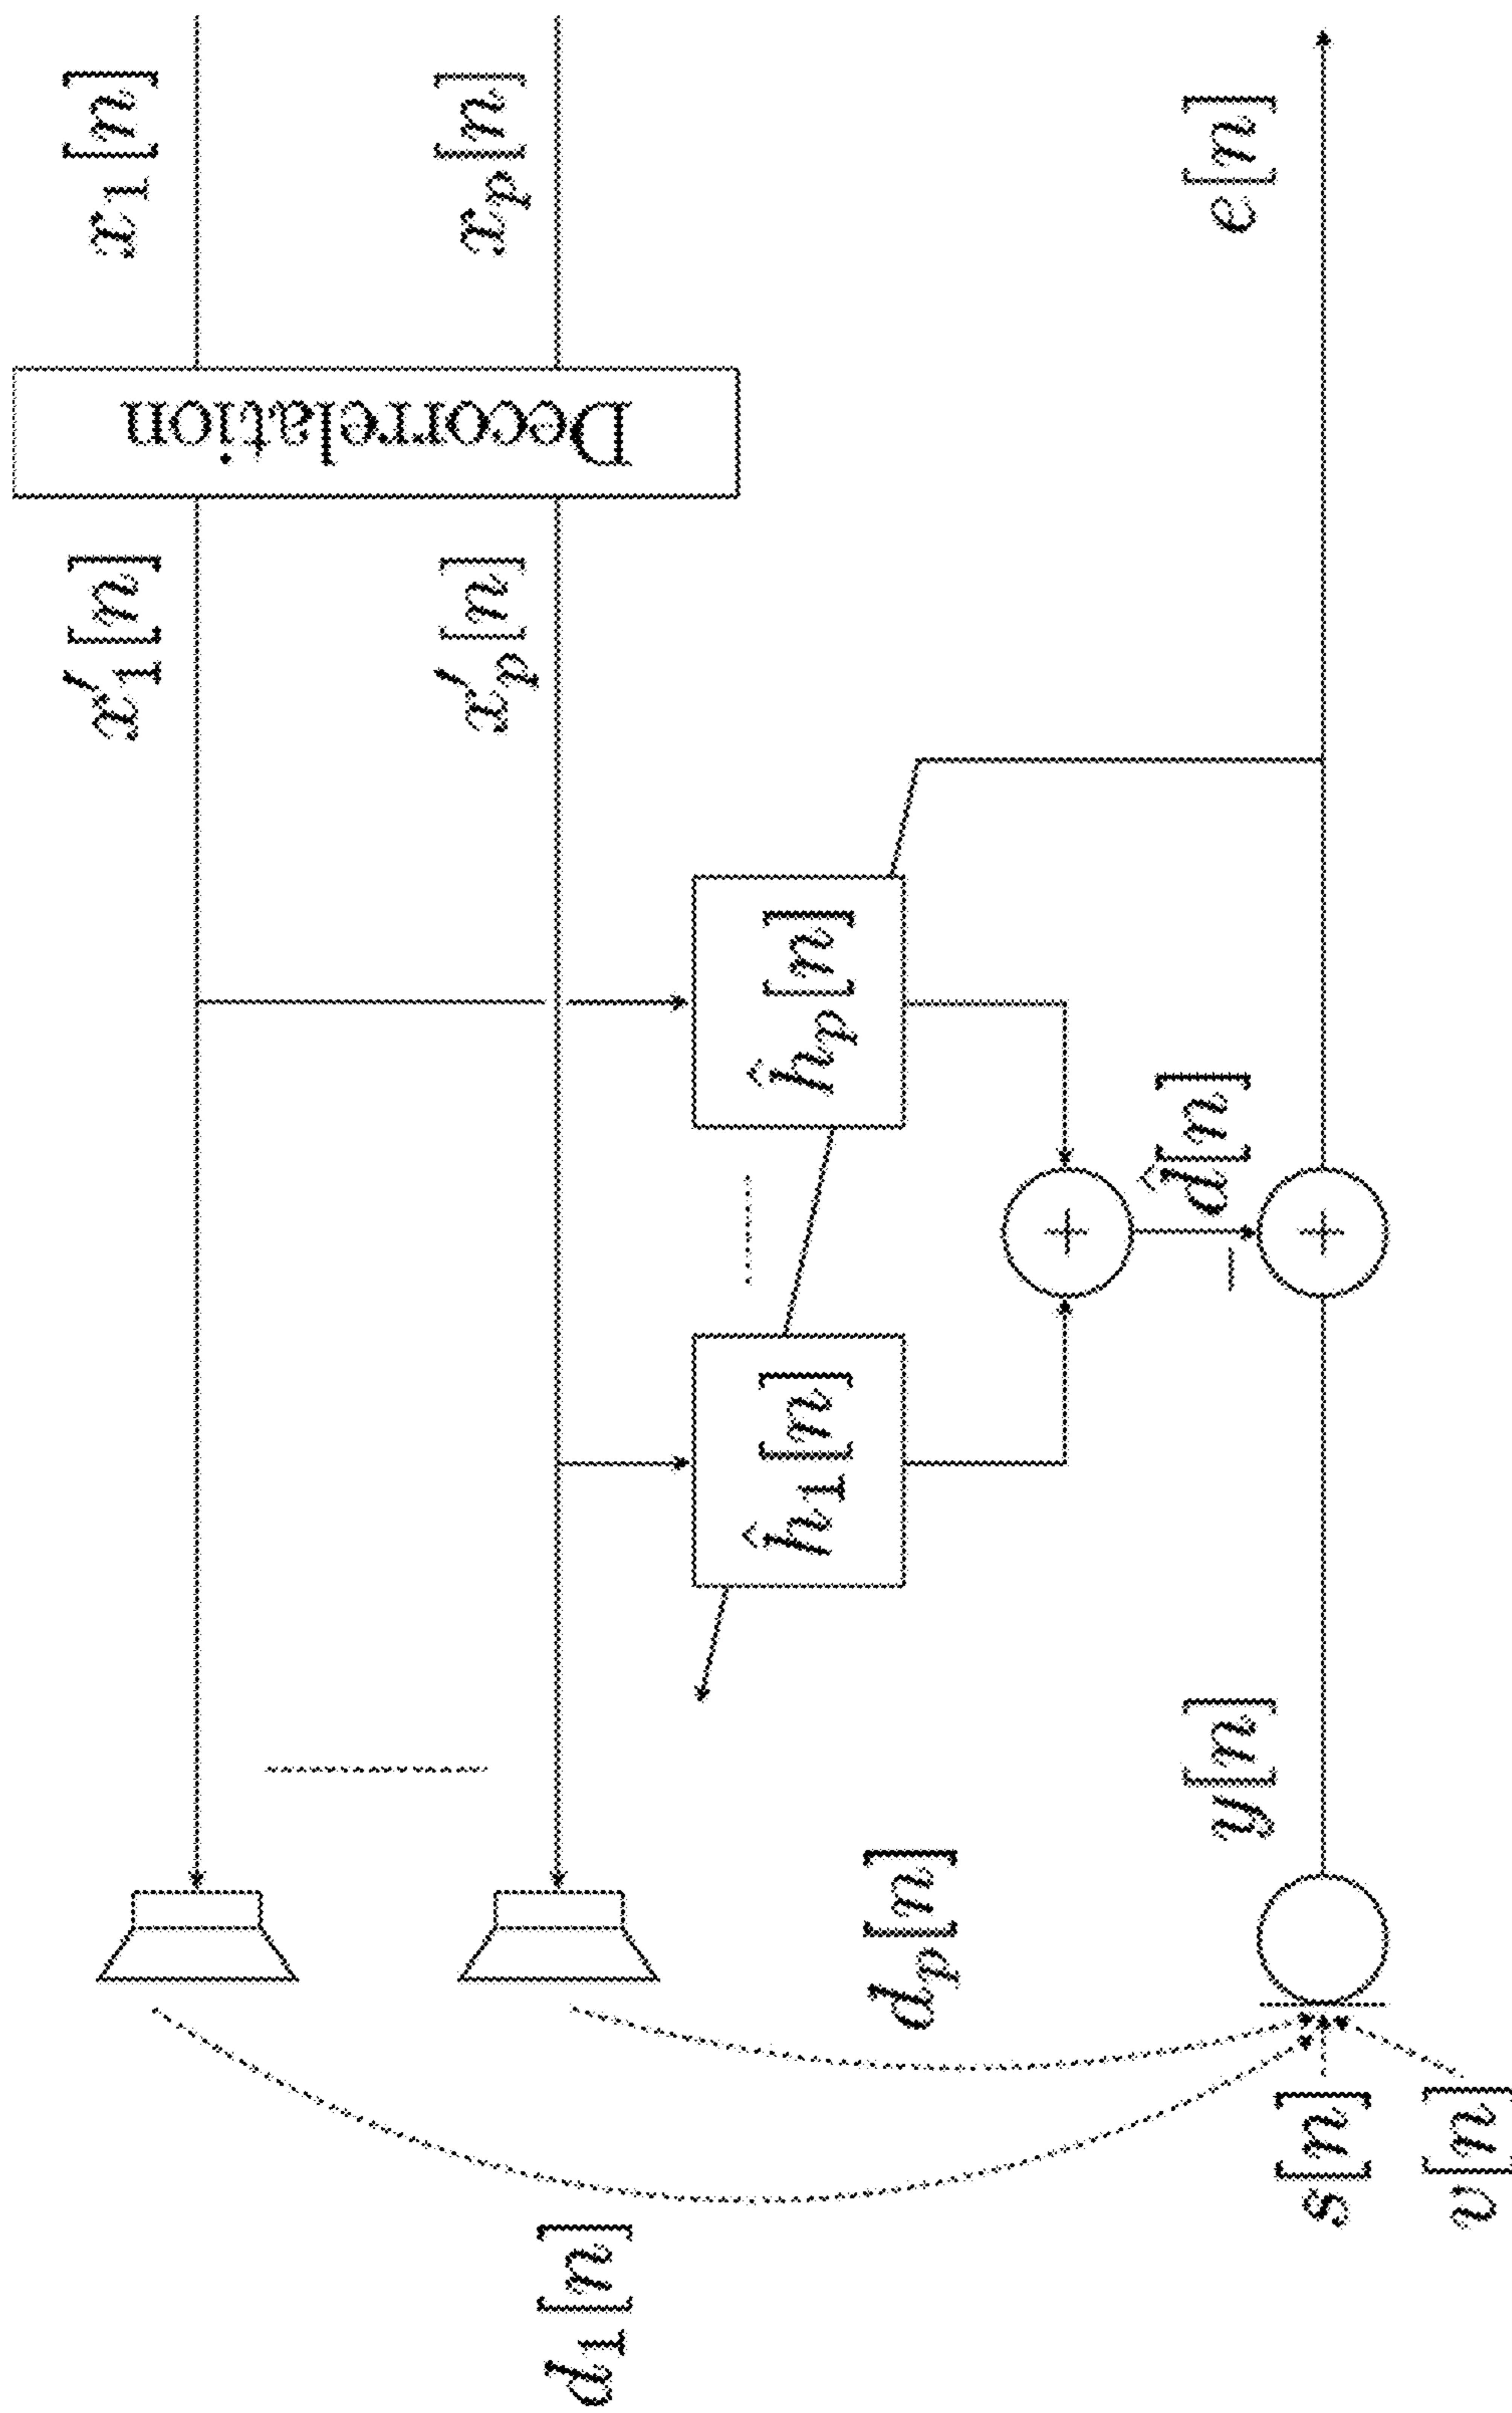 x₁[n]
x′₁[n]
xₚ[n]
x′ₚ[n]
Decorrelation
ĥ₁[n]
ĥₚ[n]
+
d̂[n]
−
+
d₁[n]
dₚ[n]
y[n]
e[n]
s[n]
v[n]